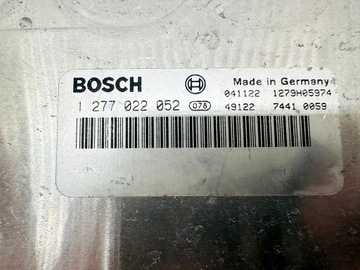 BOSCH
Made in Germany
1 277 022 052 078
041122 1279H05974
49122 7441 0059